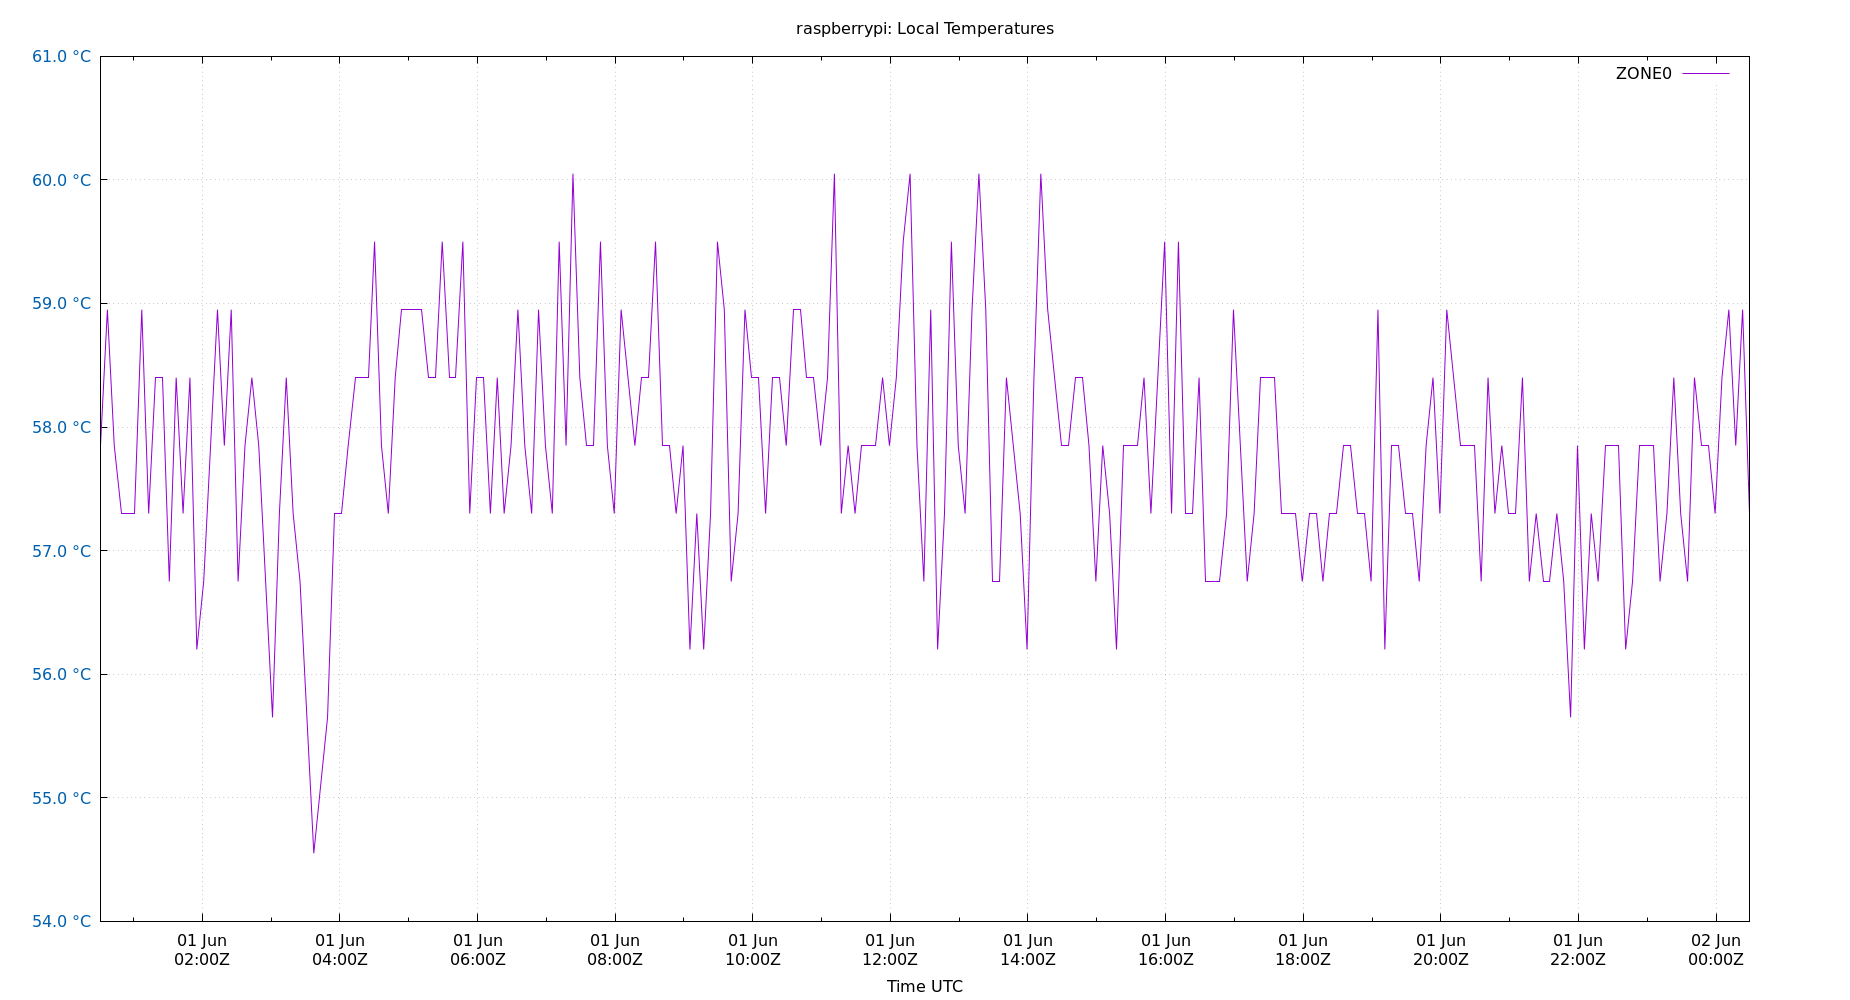 raspberrypi: Local Temperatures
61.0 °C
ZONE0
60.0 °C
59.0 °C
58.0 °C
57.0 °C
56.0 °C
55.0 °C
54.0 °C
01 Jun 01 Jun 01 Jun 01 Jun 01 Jun 01 Jun 01 Jun 01 Jun 01 Jun 01 Jun 01 Jun 02 Jun
02:00Z 04:00Z 06:00Z 08:00Z 10:00Z 12:00Z 14:00Z 16:00Z 18:00Z 20:00Z 22:00Z 00:00Z
Time UTC